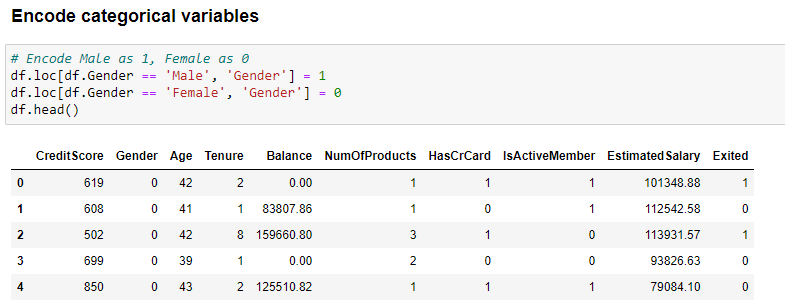 Encode categorical variables
# Encode Male as 1, Female as 0
df.loc[df.Gender == 'Male', 'Gender'] = 1
df.loc[df.Gender == 'Female', 'Gender'] = 0
df.head()
CreditScore Gender Age Tenure Balance NumOfProducts HasCrCard IsActiveMember EstimatedSalary Exited
0 619 0 42 2 0.00 1 1 1 101348.88 1
1 608 0 41 1 83807.86 1 0 1 112542.58 0
2 502 0 42 8 159660.80 3 1 0 113931.57 1
3 699 0 39 1 0.00 2 0 0 93826.63 0
4 850 0 43 2 125510.82 1 1 1 79084.10 0